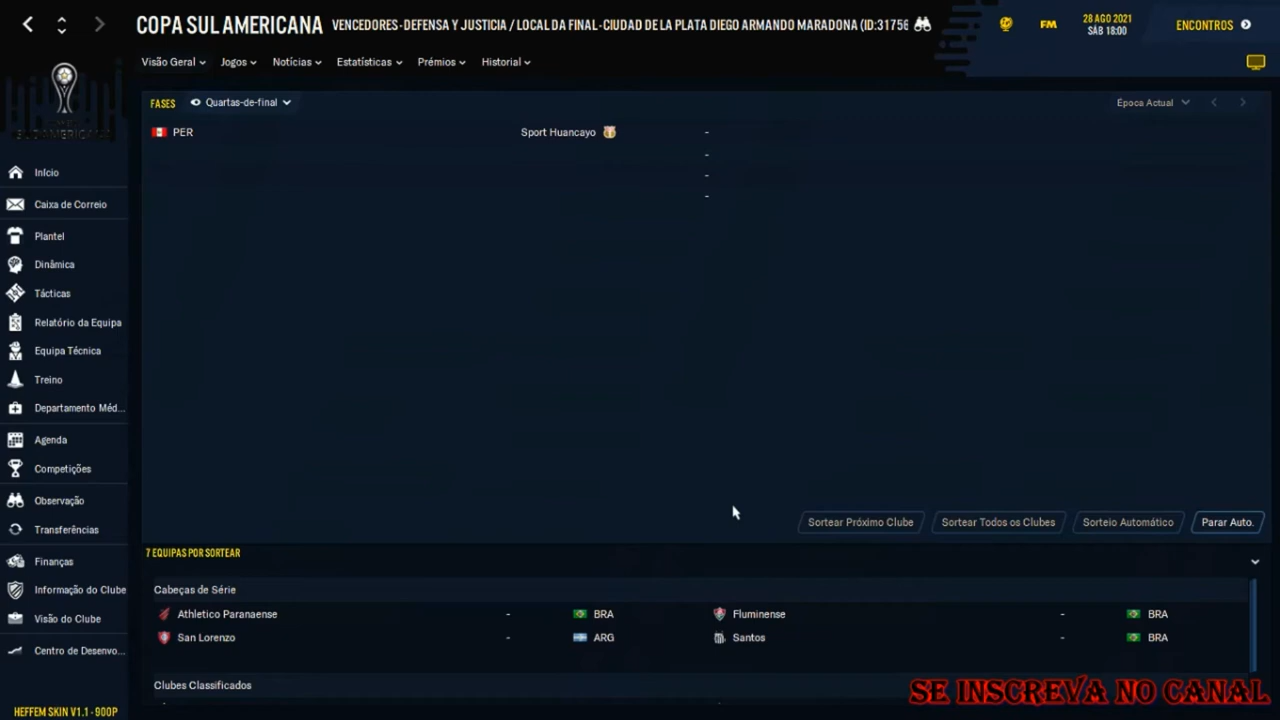 COPA SUL AMERICANA VENCEDORES - DEFENSA Y JUSTICIA / LOCAL DA FINAL - CIUDAD DE LA PLATA DIEGO ARMANDO MARADONA (ID:3175
FM
28 AGO 2021
SÁB 18:00
ENCONTROS
Visão Geral
Jogos
Notícias
Estatísticas
Prémios
Historial
FASES
Quartas-de-final
Época Actual
PER
Sport Huancayo
-
-
-
-
Início
Caixa de Correio
Plantel
Dinâmica
Tácticas
Relatório da Equipa
Equipa Técnica
Treino
Departamento Méd...
Agenda
Competições
Observação
Transferências
Finanças
Informação do Clube
Visão do Clube
Centro de Desenvo...
HEFFEM SKIN V1.1 - 900P
Sortear Próximo Clube
Sortear Todos os Clubes
Sorteio Automático
Parar Auto.
7 EQUIPAS POR SORTEAR
Cabeças de Série
Athletico Paranaense - BRA Fluminense - BRA
San Lorenzo - ARG Santos - BRA
Clubes Classificados
SE INSCREVA NO CANAL